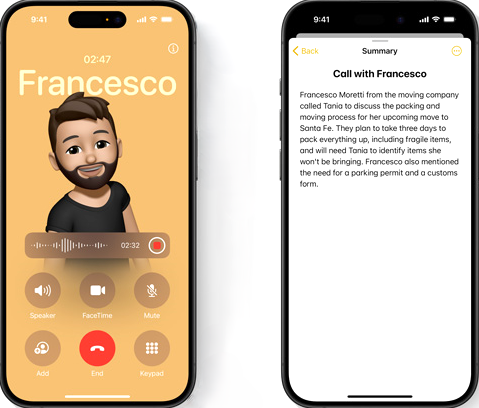 9:41
02:47
Francesco
02:32
Speaker
FaceTime
Mute
Add
End
Keypad
9:41
Back
Summary
Call with Francesco
Francesco Moretti from the moving company
called Tania to discuss the packing and
moving process for her upcoming move to
Santa Fe. They plan to take three days to
pack everything up, including fragile items,
and will need Tania to identify items she
won't be bringing. Francesco also mentioned
the need for a parking permit and a customs
form.